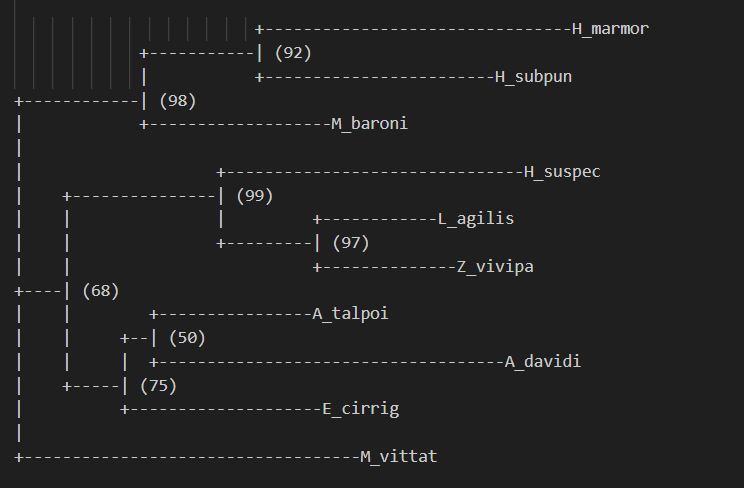 +--------------------------------H_marmor
+-----------| (92)
| +------------------------H_subpun
+------------| (98)
| +-------------------M_baroni
|
| +-------------------------------H_suspec
| +---------------| (99)
| | | +------------L_agilis
| | +---------| (97)
| | +--------------Z_vivipa
+----| (68)
| | +----------------A_talpoi
| | +--| (50)
| | | +------------------------------------A_davidi
| +-----| (75)
| +--------------------E_cirrig
|
+-----------------------------------M_vittat